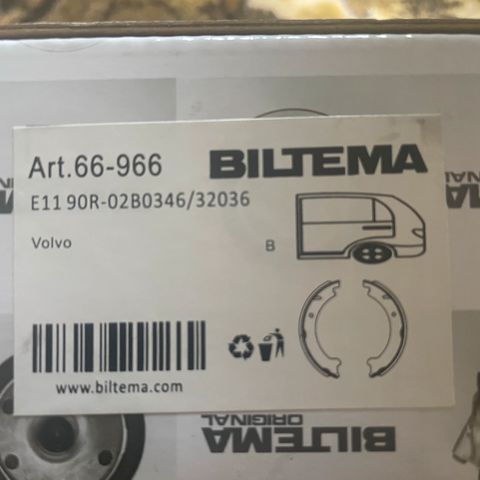 Art.66-966 BILTEMA
E11 90R-02B0346/32036
Volvo
B
www.biltema.com
BILTEMA
ORIGINAL